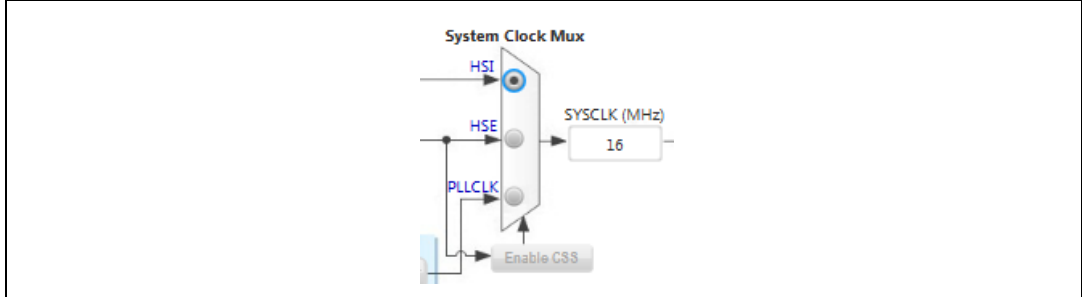 System Clock Mux
HSI
SYSCLK (MHz)
HSE
16
PLLCLK
Enable CSS